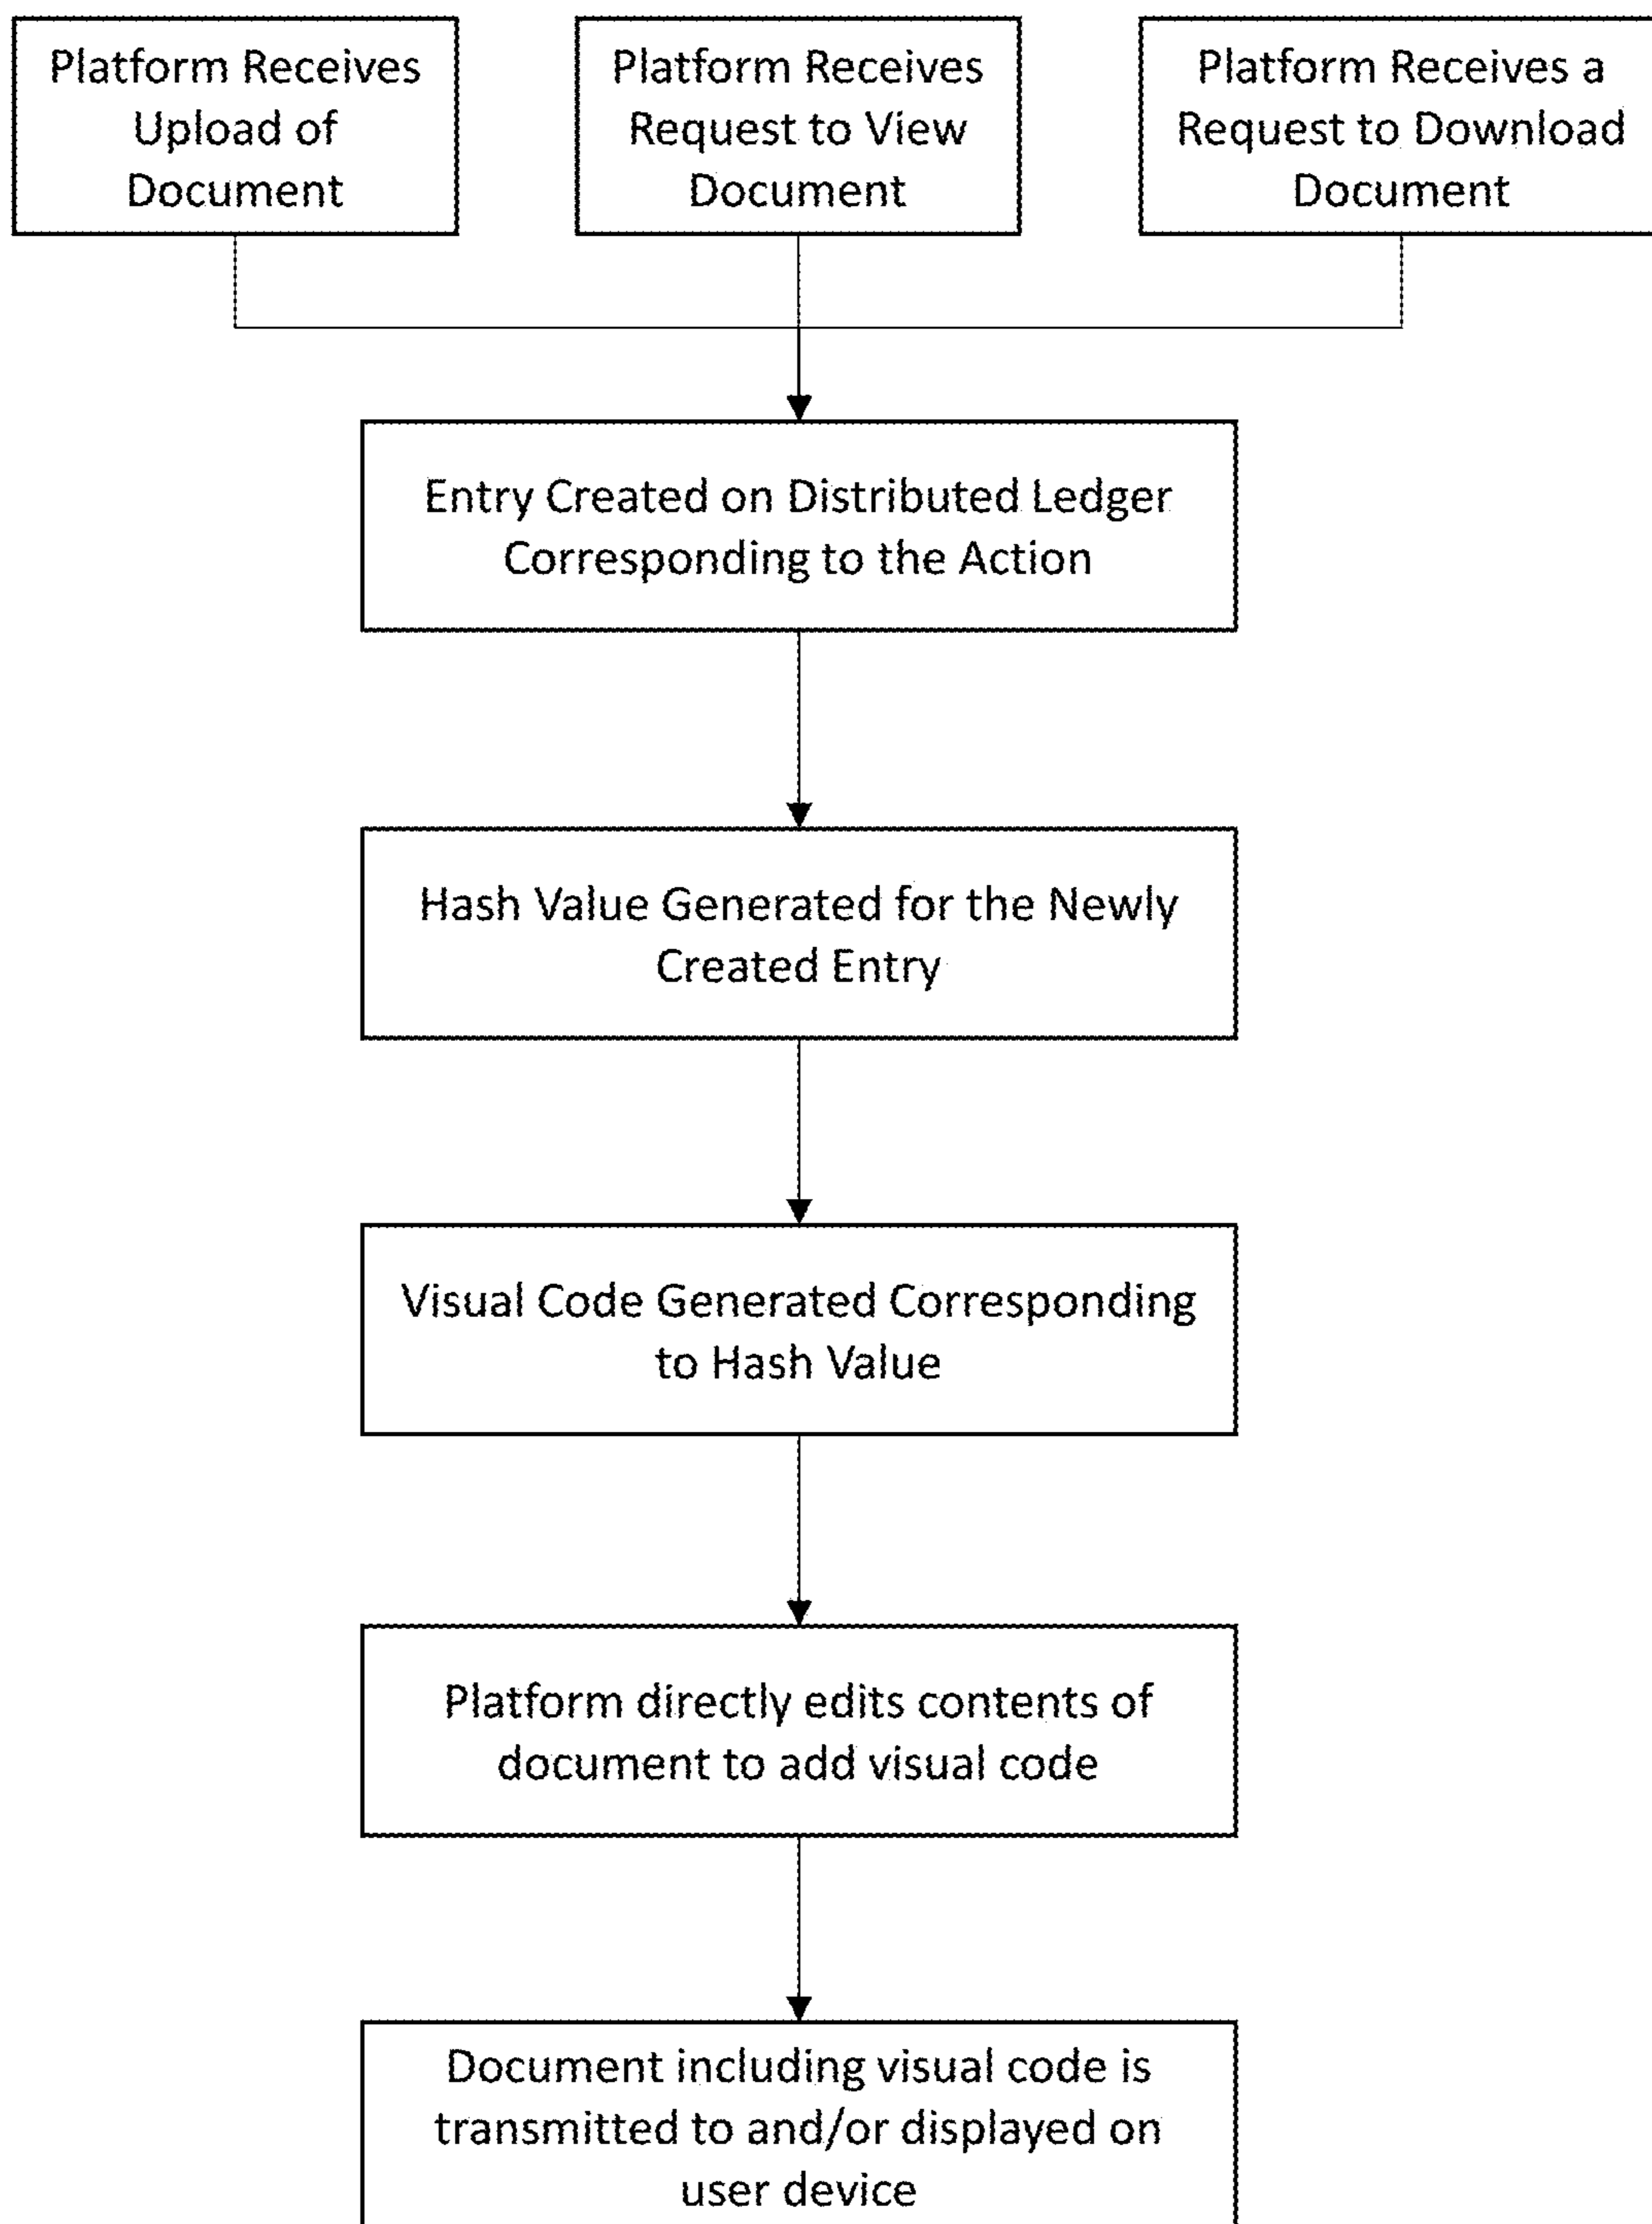 Platform Receives
Upload of
Document
Platform Receives
Request to View
Document
Platform Receives a
Request to Download
Document
Entry Created on Distributed Ledger
Corresponding to the Action
Hash Value Generated for the Newly
Created Entry
Visual Code Generated Corresponding
to Hash Value
Platform directly edits contents of
document to add visual code
Document including visual code is
transmitted to and/or displayed on
user device